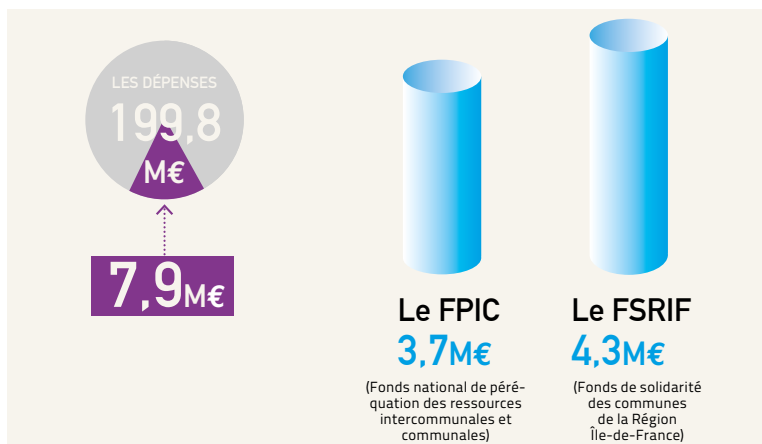 LES DÉPENSES
199,8
M€
7,9M€
Le FPIC
3,7M€
(Fonds national de péré-
quation des ressources
intercommunales et
communales)
Le FSRIF
4,3M€
(Fonds de solidarité
des communes
de la Région
Île-de-France)